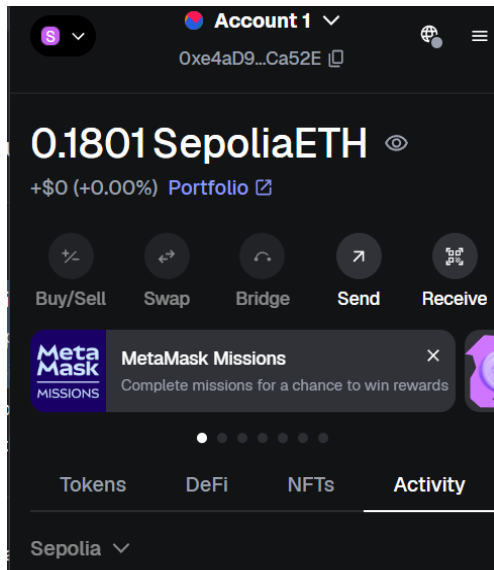 S
Account 1
0xe4aD9...Ca52E
0.1801 SepoliaETH
+$0 (+0.00%) Portfolio
Buy/Sell Swap Bridge Send Receive
Meta
Mask
MISSIONS
MetaMask Missions
Complete missions for a chance to win rewards
Tokens DeFi NFTs Activity
Sepolia